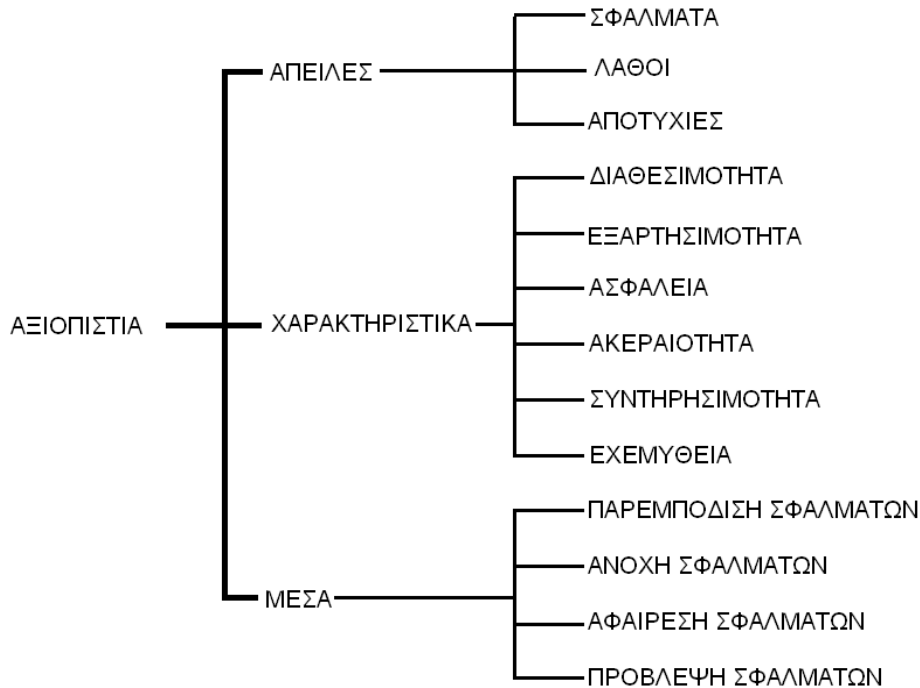 ΣΦΑΛΜΑΤΑ
ΑΠΕΙΛΕΣ
ΛΑΘΟΙ
ΑΠΟΤΥΧΙΕΣ
ΔΙΑΘΕΣΙΜΟΤΗΤΑ
ΕΞΑΡΤΗΣΙΜΟΤΗΤΑ
ΑΣΦΑΛΕΙΑ
ΑΞΙΟΠΙΣΤΙΑ
ΧΑΡΑΚΤΗΡΙΣΤΙΚΑ
ΑΚΕΡΑΙΟΤΗΤΑ
ΣΥΝΤΗΡΗΣΙΜΟΤΗΤΑ
ΕΧΕΜΥΘΕΙΑ
ΠΑΡΕΜΠΟΔΙΣΗ ΣΦΑΛΜΑΤΩΝ
ΑΝΟΧΗ ΣΦΑΛΜΑΤΩΝ
ΜΕΣΑ
ΑΦΑΙΡΕΣΗ ΣΦΑΛΜΑΤΩΝ
ΠΡΟΒΛΕΨΗ ΣΦΑΛΜΑΤΩΝ